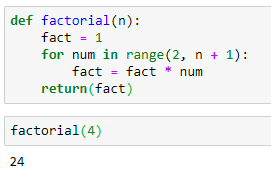 def factorial(n):
    fact = 1
    for num in range(2, n + 1):
        fact = fact * num
    return(fact)
factorial(4)
24